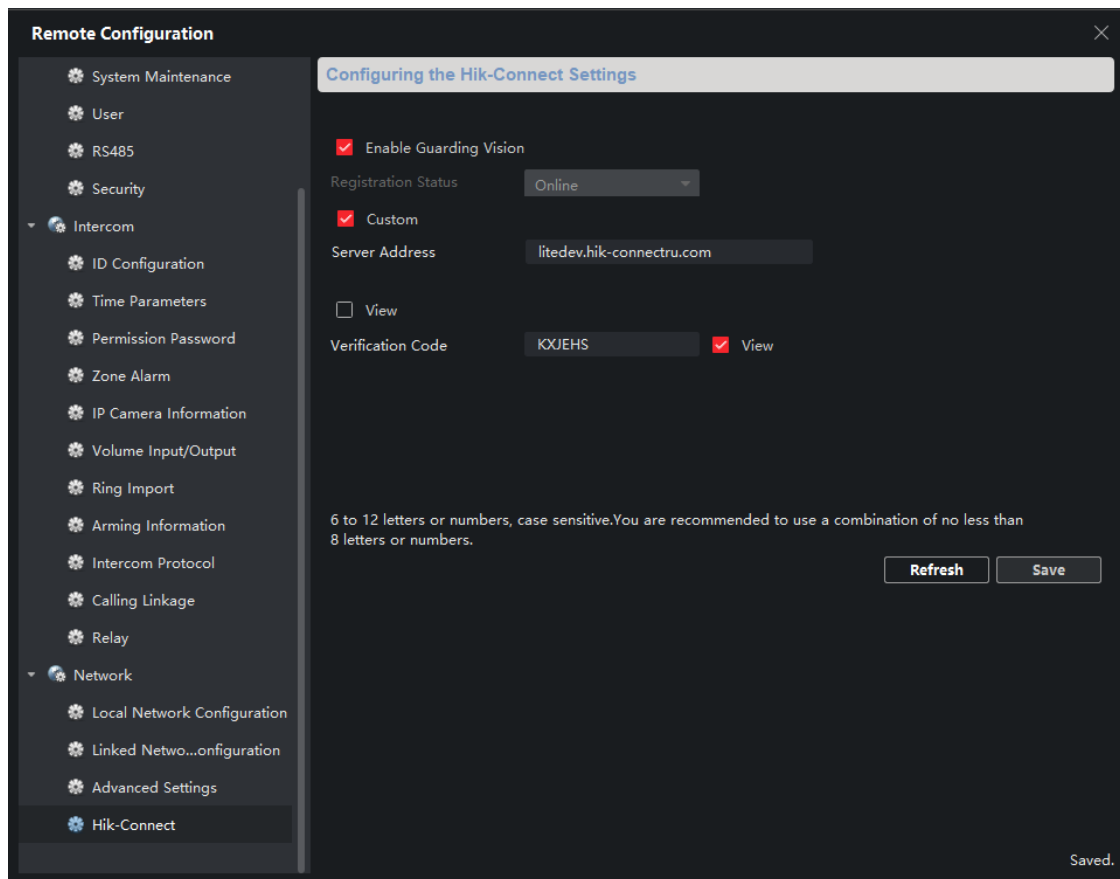 Remote Configuration
System Maintenance
User
RS485
Security
Intercom
ID Configuration
Time Parameters
Permission Password
Zone Alarm
IP Camera Information
Volume Input/Output
Ring Import
Arming Information
Intercom Protocol
Calling Linkage
Relay
Network
Local Network Configuration
Linked Netwo...onfiguration
Advanced Settings
Hik-Connect
Configuring the Hik-Connect Settings
Enable Guarding Vision
Registration Status Online
Custom
Server Address litedev.hik-connectru.com
View
Verification Code KXJEHS View
6 to 12 letters or numbers, case sensitive.You are recommended to use a combination of no less than
8 letters or numbers.
Refresh Save
Saved.